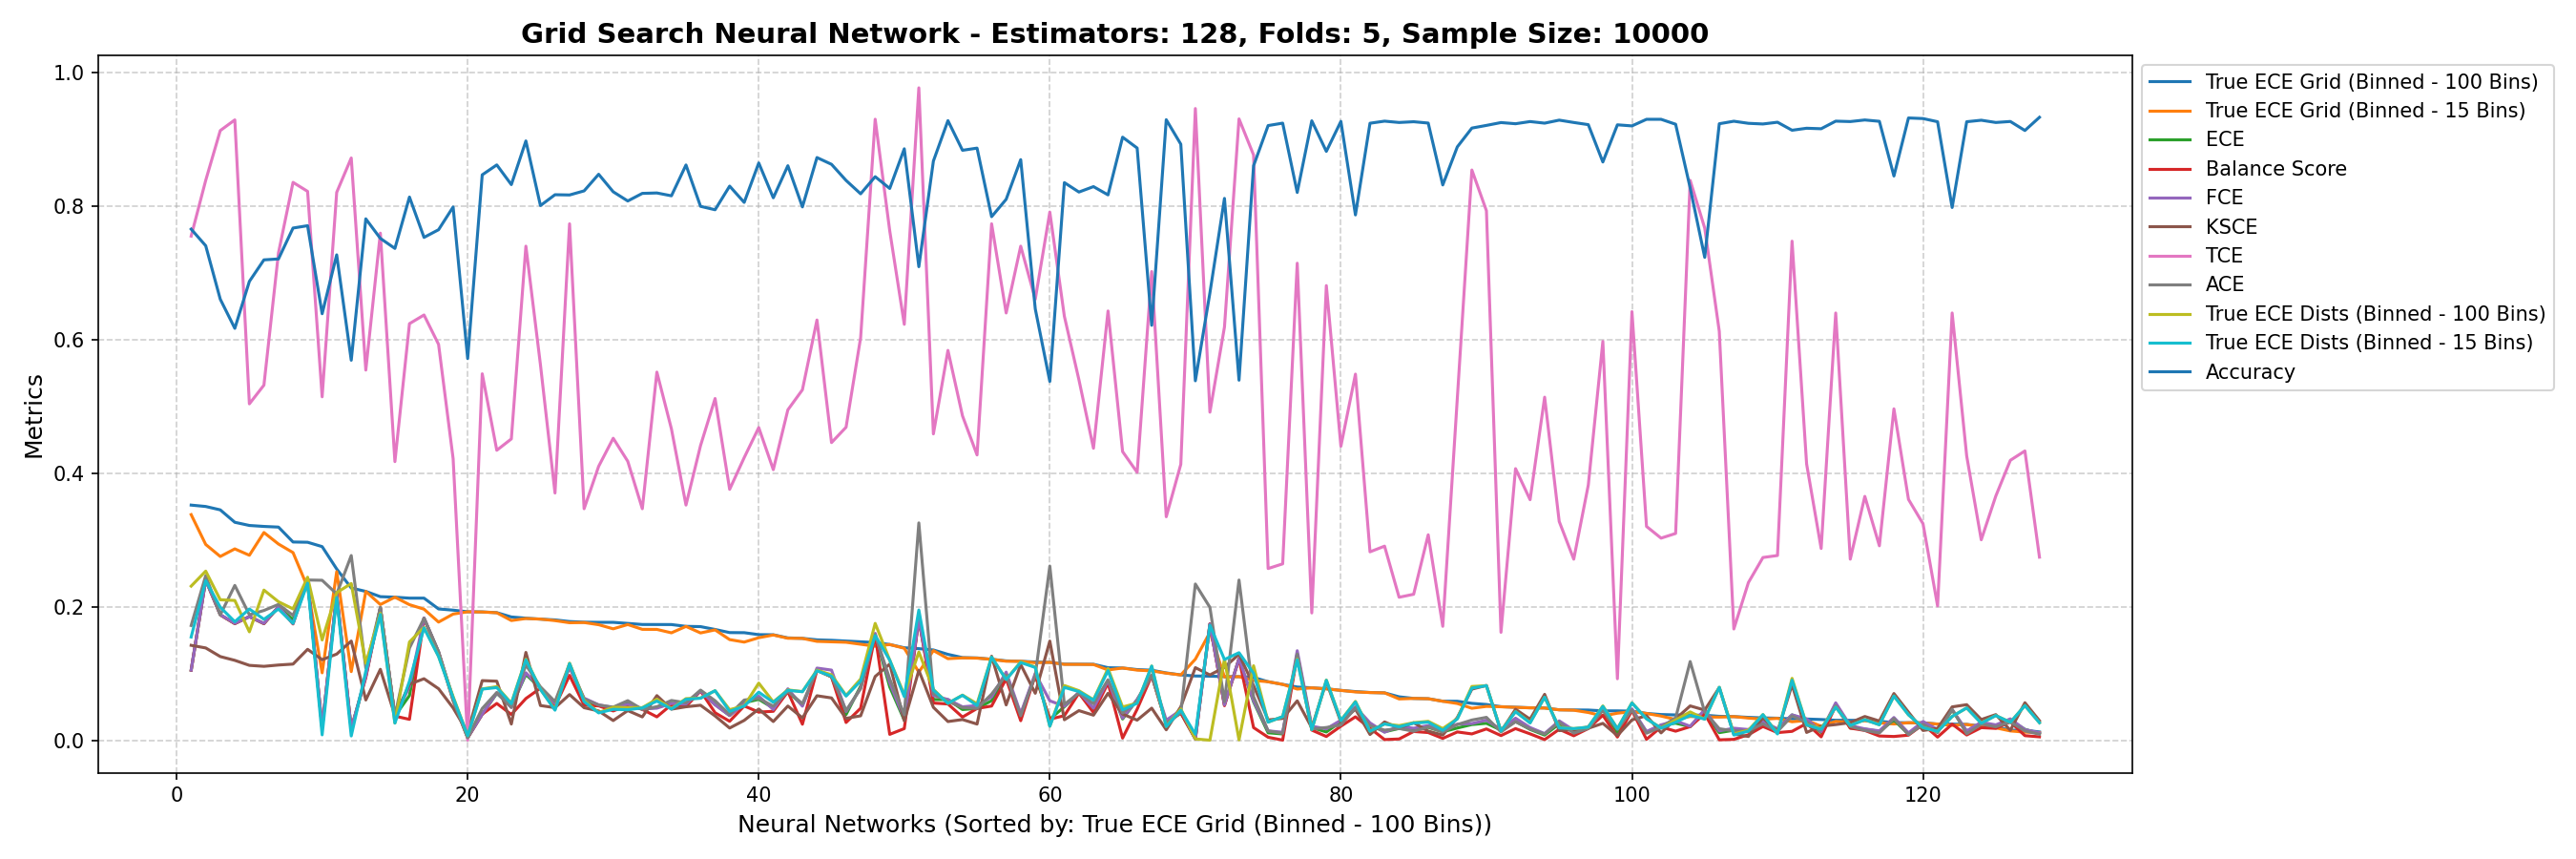 Grid Search Neural Network - Estimators: 128, Folds: 5, Sample Size: 10000
1.0
0.8
0.6
0.4
0.2
0.0
Metrics
0
20
40
60
80
100
120
Neural Networks (Sorted by: True ECE Grid (Binned - 100 Bins))
True ECE Grid (Binned - 100 Bins)
True ECE Grid (Binned - 15 Bins)
ECE
Balance Score
FCE
KSCE
TCE
ACE
True ECE Dists (Binned - 100 Bins)
True ECE Dists (Binned - 15 Bins)
Accuracy